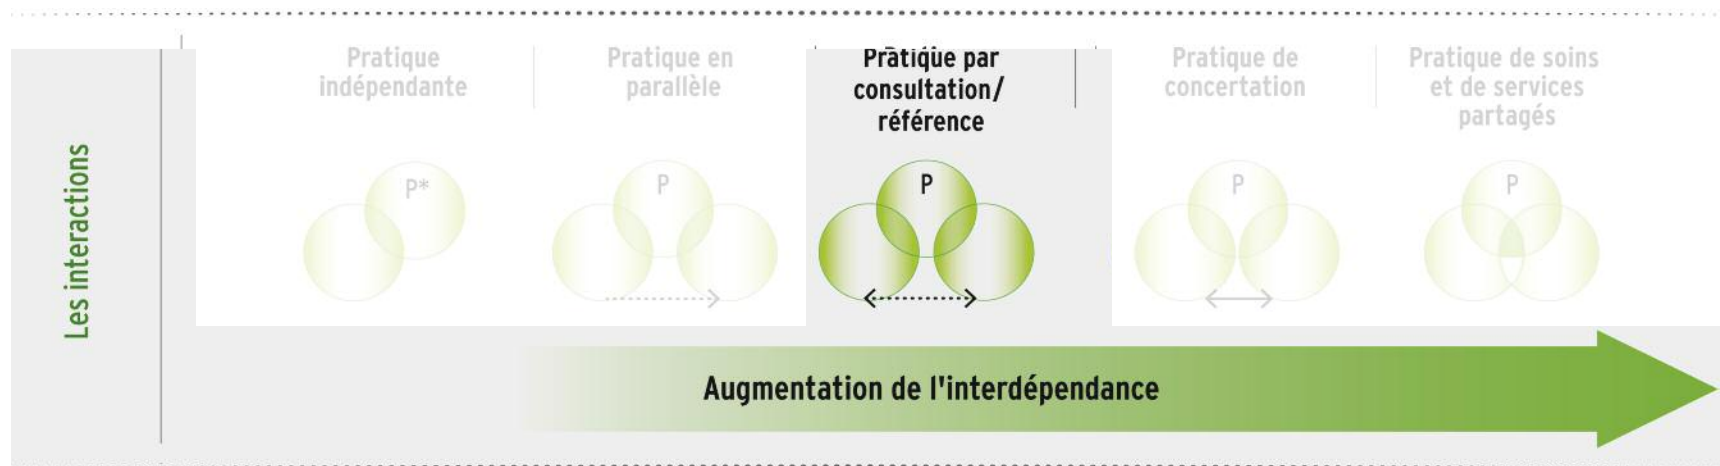 Pratique
indépendante
Pratique en
parallèle
Pratique par
consultation/
référence
Pratique de
concertation
Pratique de soins
et de services
partagés
Les interactions
P*
P
P
P
P
Augmentation de l'interdépendance